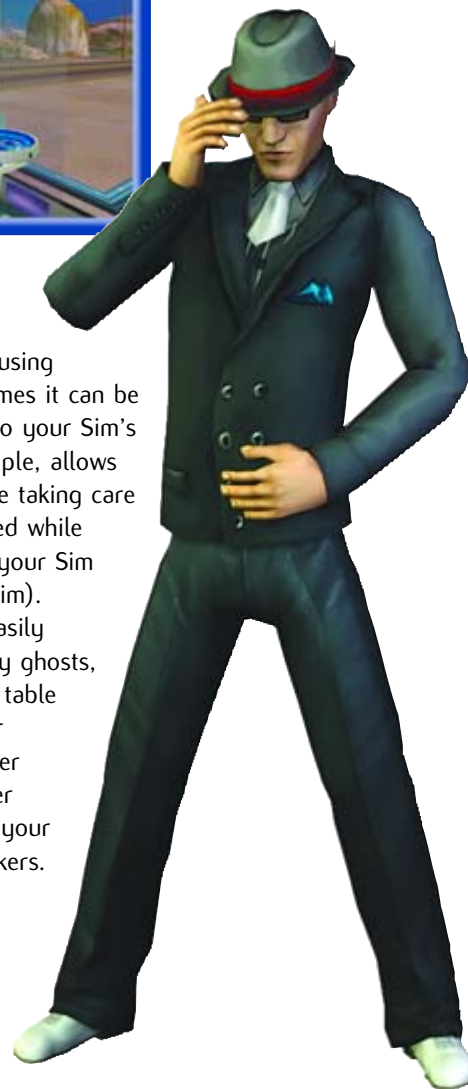 using
mes it can be
o your Sim's
ple, allows
e taking care
ed while
your Sim
im).
asily
y ghosts,
table
er
er
your
kers.